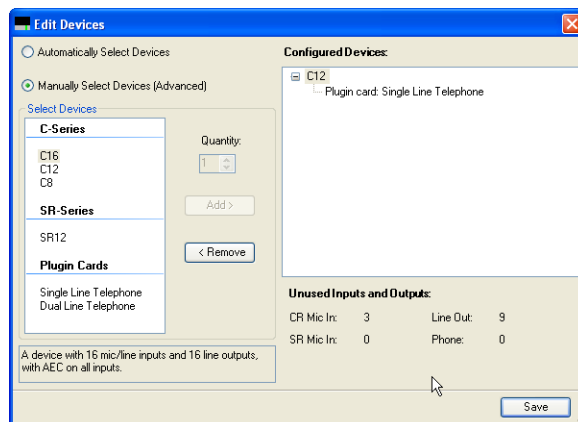 Edit Devices
Automatically Select Devices
Manually Select Devices (Advanced)
Select Devices
C-Series
C16
C12
C8
SR-Series
SR12
Plugin Cards
Single Line Telephone
Dual Line Telephone
Quantity:
1
Add >
< Remove
A device with 16 mic/line inputs and 16 line outputs,
with AEC on all inputs.
Configured Devices:
C12
Plugin card: Single Line Telephone
Unused Inputs and Outputs:
CR Mic In: 3 Line Out: 9
SR Mic In: 0 Phone: 0
Save